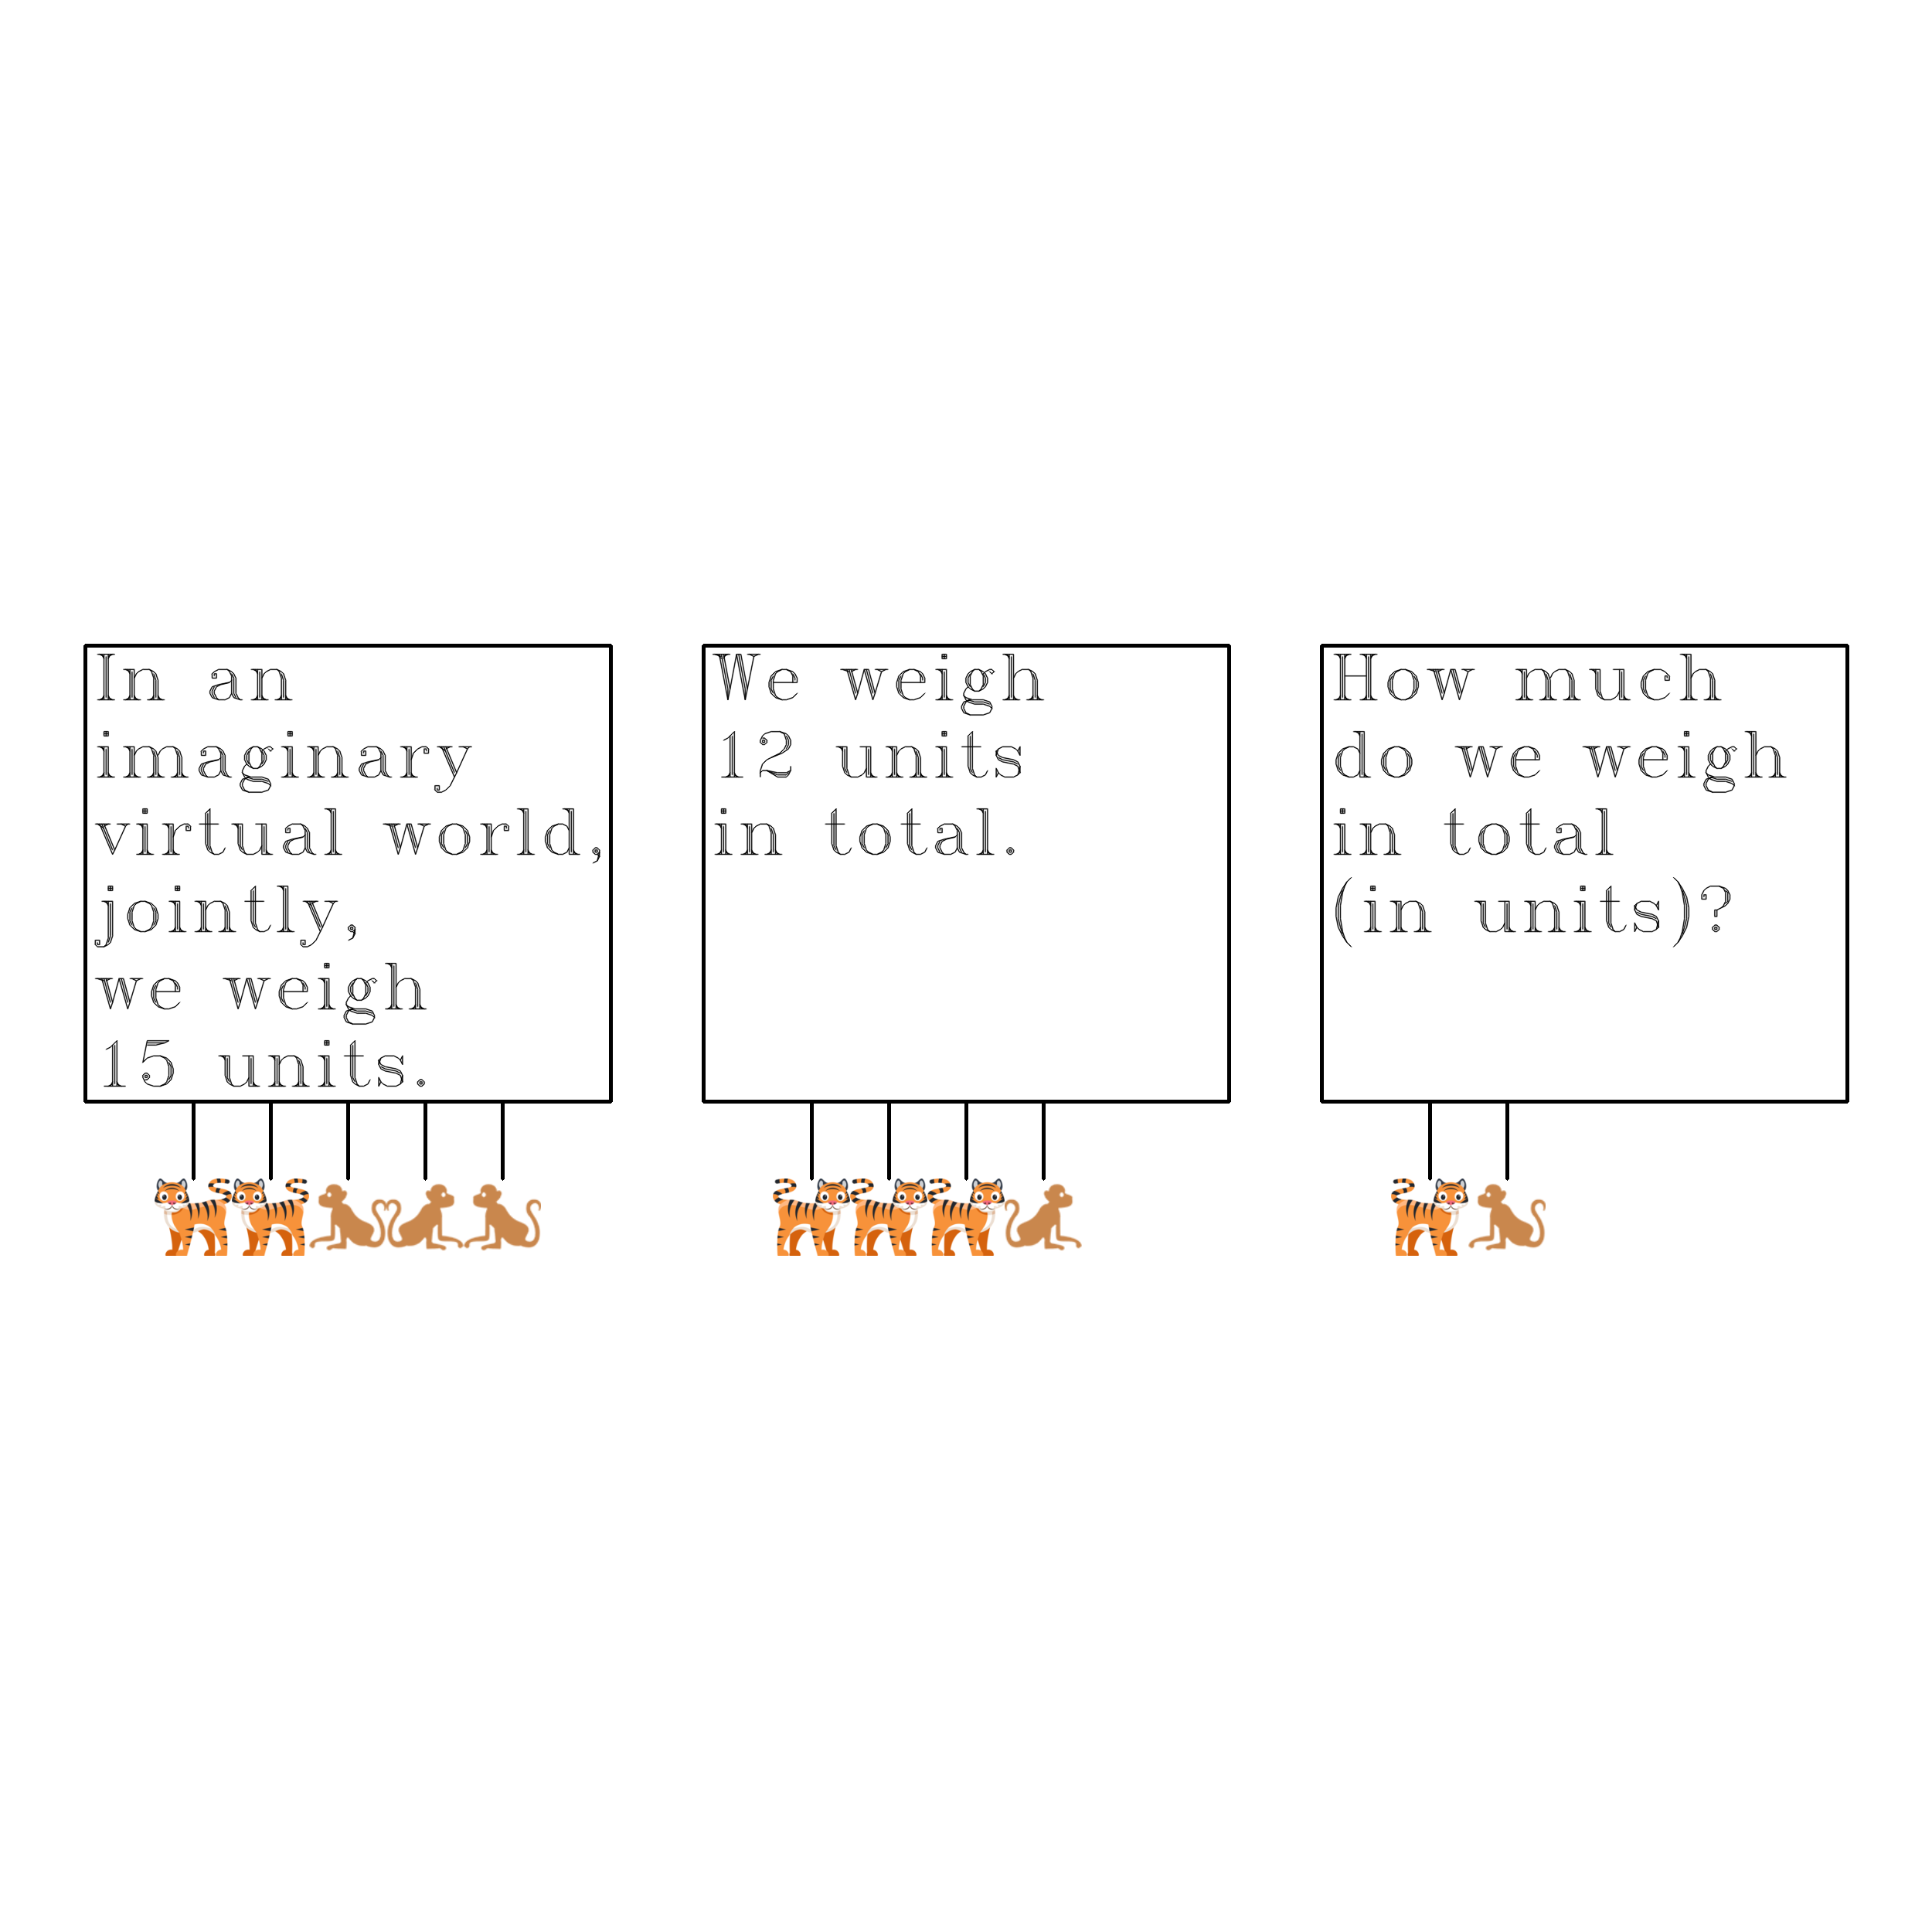 In an
imaginary
virtual world,
jointly,
we weigh
15 units.
We weigh
12 units
in total.
How much
do we weigh
in total
(in units)?